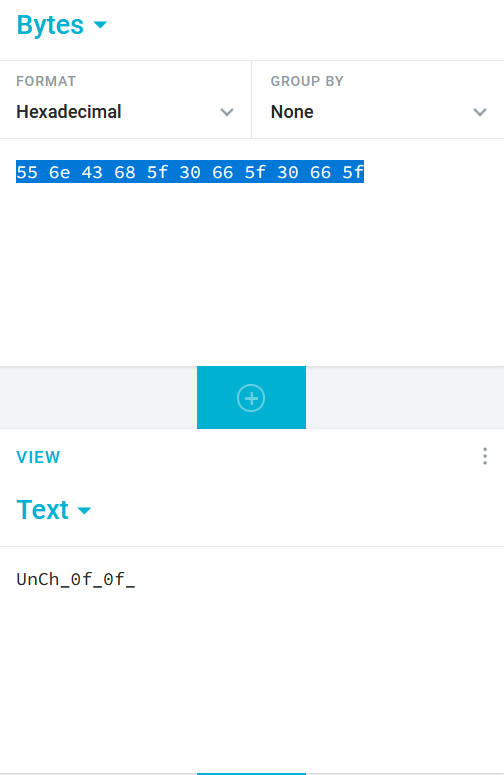 Bytes
FORMAT
GROUP BY
Hexadecimal
None
55 6e 43 68 5f 30 66 5f 30 66 5f
VIEW
Text
UnCh_0f_0f_